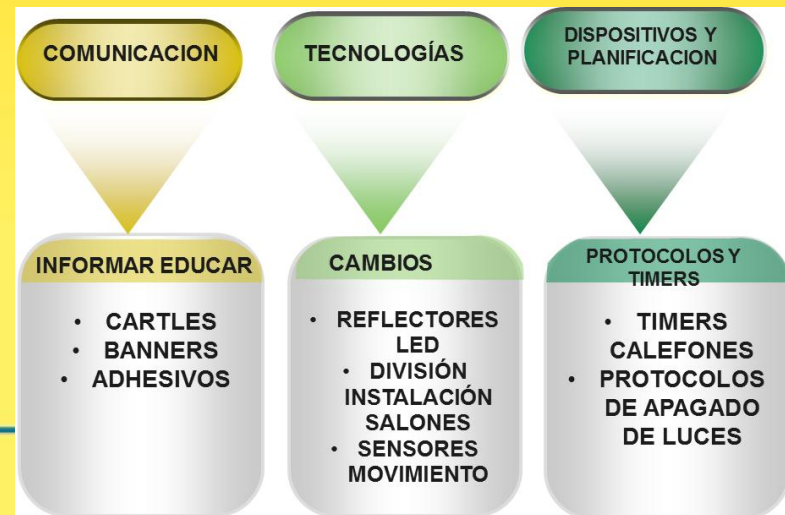 COMUNICACION
INFORMAR EDUCAR
• CARTLES
• BANNERS
• ADHESIVOS
TECNOLOGÍAS
CAMBIOS
• REFLECTORES
LED
• DIVISIÓN
INSTALACIÓN
SALONES
• SENSORES
MOVIMIENTO
DISPOSITIVOS Y
PLANIFICACION
PROTOCOLOS Y
TIMERS
• TIMERS
CALEFONES
• PROTOCOLOS
DE APAGADO
DE LUCES